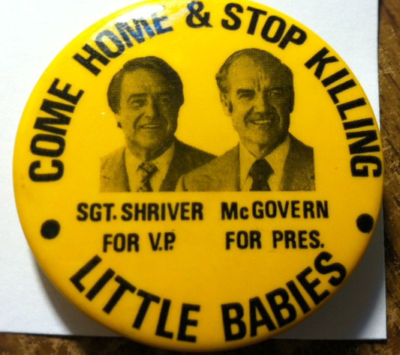 COME HOME & STOP KILLING
SGT. SHRIVER McGOVERN
FOR V.P. FOR PRES.
LITTLE BABIES